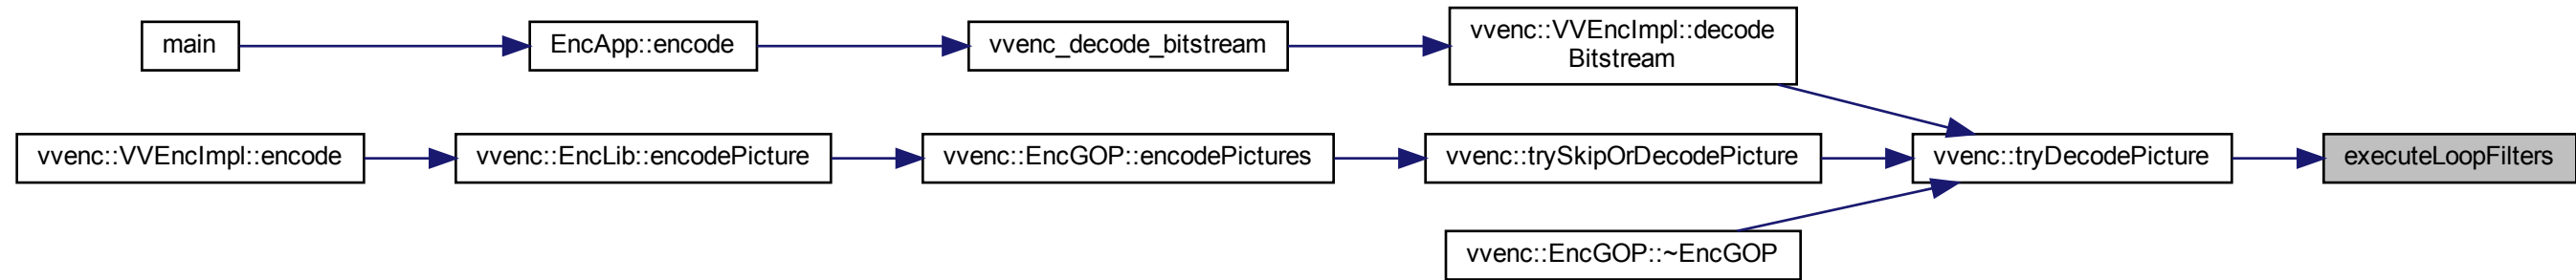 main
EncApp::encode
vvenc_decode_bitstream
vvenc::VVEncImpl::decode
Bitstream
vvenc::VVEncImpl::encode
vvenc::EncLib::encodePicture
vvenc::EncGOP::encodePictures
vvenc::trySkipOrDecodePicture
vvenc::tryDecodePicture
executeLoopFilters
vvenc::EncGOP::~EncGOP